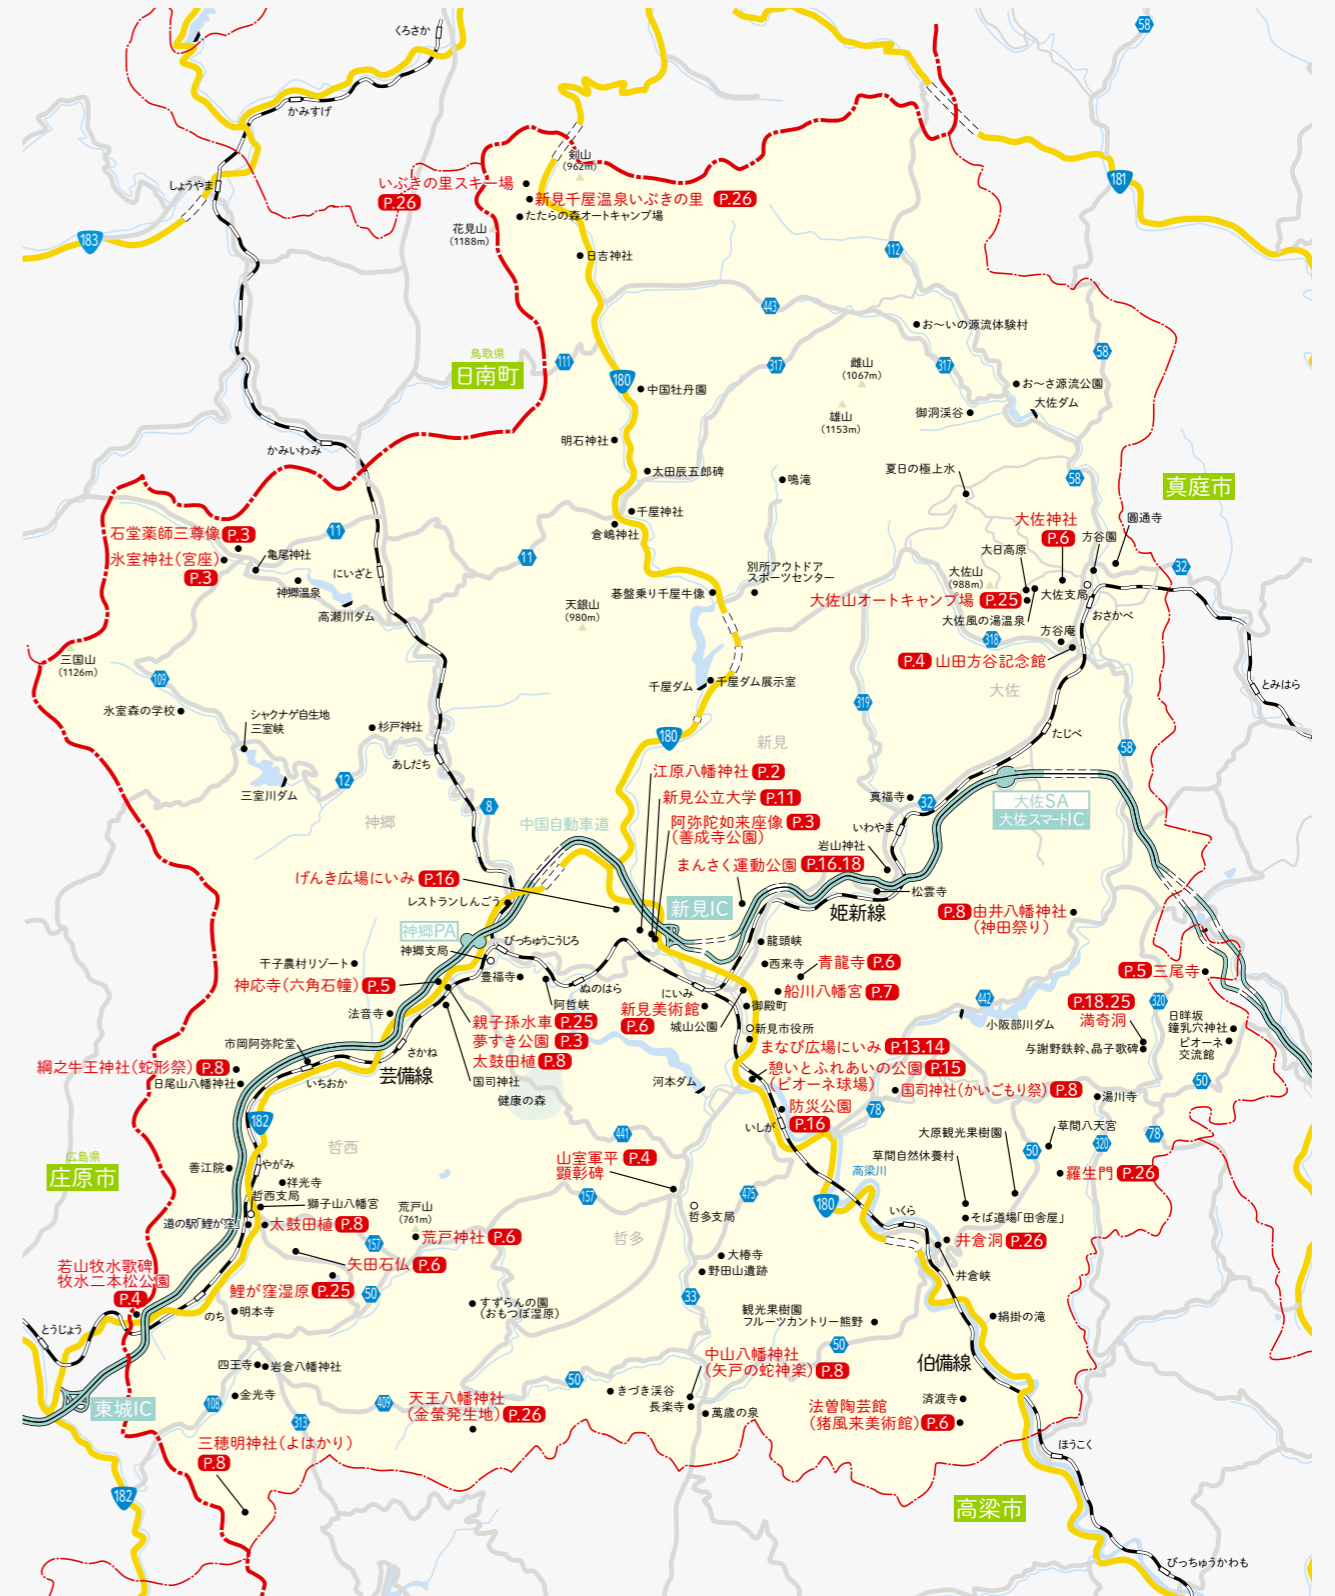 くろさか
58
かみすげ
剣山
(962m)
しょうやま
いぶきの里スキー場
P.26
新見千屋温泉いぶきの里 P.26
たたらの森オートキャンプ場
花見山
(1188m)
181
183
日吉神社
112
443
お〜いの源流体験村
鳥取県
日南町
111
180
中国牡丹園
317
雌山
(1067m)
317
58
お〜さ源流公園
大佐ダム
雄山
(1153m)
御洞渓谷
明石神社
かみいわみ
太田辰五郎碑
鳴滝
夏日の極上水
58
真庭市
千屋神社
倉嶋神社
大佐神社
P.6
圓通寺
方谷園
石堂薬師三尊像 P.3
氷室神社(宮座)
P.3
11
亀尾神社
にいざと
神郷温泉
高瀬川ダム
11
大日高原
大佐山
(988m)
別所アウトドア
スポーツセンター
32
碁盤乗り千屋牛像
大佐山オートキャンプ場 P.25
大佐支局
おさかべ
天銀山
(980m)
大佐風の湯温泉
方谷庵
318
P.4 山田方谷記念館
三国山
(1126m)
109
千屋ダム
千屋ダム展示室
大佐
とみはら
氷室森の学校
シャクナゲ自生地
三室峡
杉戸神社
319
たじべ
58
180
新見
あしだち
三室川ダム
12
江原八幡神社 P.2
新見公立大学 P.11
真福寺
32
大佐SA
大佐スマートIC
8
神郷
中国自動車道
阿弥陀如来座像 P.3
(善成寺公園)
いわやま
岩山神社
まんさく運動公園 P.16.18
げんき広場にいみ P.16
松雲寺
レストランしんごう
新見IC
姫新線
P.8 由井八幡神社
(神田祭り)
神郷PA
神郷支局
びっちゅうこうじろ
龍頭峡
干子農村リゾート
西来寺
青龍寺 P.6
P.5 三尾寺
神応寺(六角石幢) P.5
豊福寺
阿哲峡
ぬのはら
にいみ
船川八幡宮 P.7
442
P.18.25
満奇洞
320
法音寺
親子孫水車 P.25
夢すき公園 P.3
太鼓田植 P.8
新見美術館
P.6
城山公園
御殿町
新見市役所
小阪部川ダム
日咩坂
鐘乳穴神社
ピオーネ
交流館
与謝野鉄幹、晶子歌碑
市岡阿弥陀堂
さかね
芸備線
まなび広場にいみ P.13.14
憩いとふれあいの公園 P.15
(ピオーネ球場)
綱之牛王神社(蛇形祭) P.8
日尾山八幡神社
いちおか
国司神社
健康の森
河本ダム
国司神社(かいごもり祭) P.8
50
湯川寺
防災公園
P.16
いしが
78
182
441
大原観光果樹園
草間八天宮
320
78
哲西
50
広島県
庄原市
善江院
やがみ
山室軍平 P.4
顕彰碑
高梁川
草間自然休養村
羅生門 P.26
祥光寺
哲西支局
獅子山八幡宮
荒戸山
(761m)
157
475
180
道の駅「鯉が窪」
太鼓田植 P.8
荒戸神社 P.6
哲多支局
いくら
そば道場「田舎屋」
哲多
157
矢田石仏 P.6
大椿寺
井倉洞 P.26
若山牧水歌碑
牧水二本松公園
P.4
野田山遺跡
井倉峡
鯉が窪湿原 P.25
50
すずらんの園
(おもつぼ湿原)
33
のち
明本寺
観光果樹園
フルーツカントリー熊野
絹掛の滝
とうじょう
50
四王寺
岩倉八幡神社
中山八幡神社
(矢戸の蛇神楽) P.8
伯備線
50
金光寺
きづき渓谷
長楽寺
済渡寺
東城IC
108
409
天王八幡神社
(金螢発生地) P.26
萬歳の泉
法曽陶芸館
(猪風来美術館) P.6
313
三穂明神社(よはかり)
P.8
ほうこく
182
高梁市
びっちゅうかわも